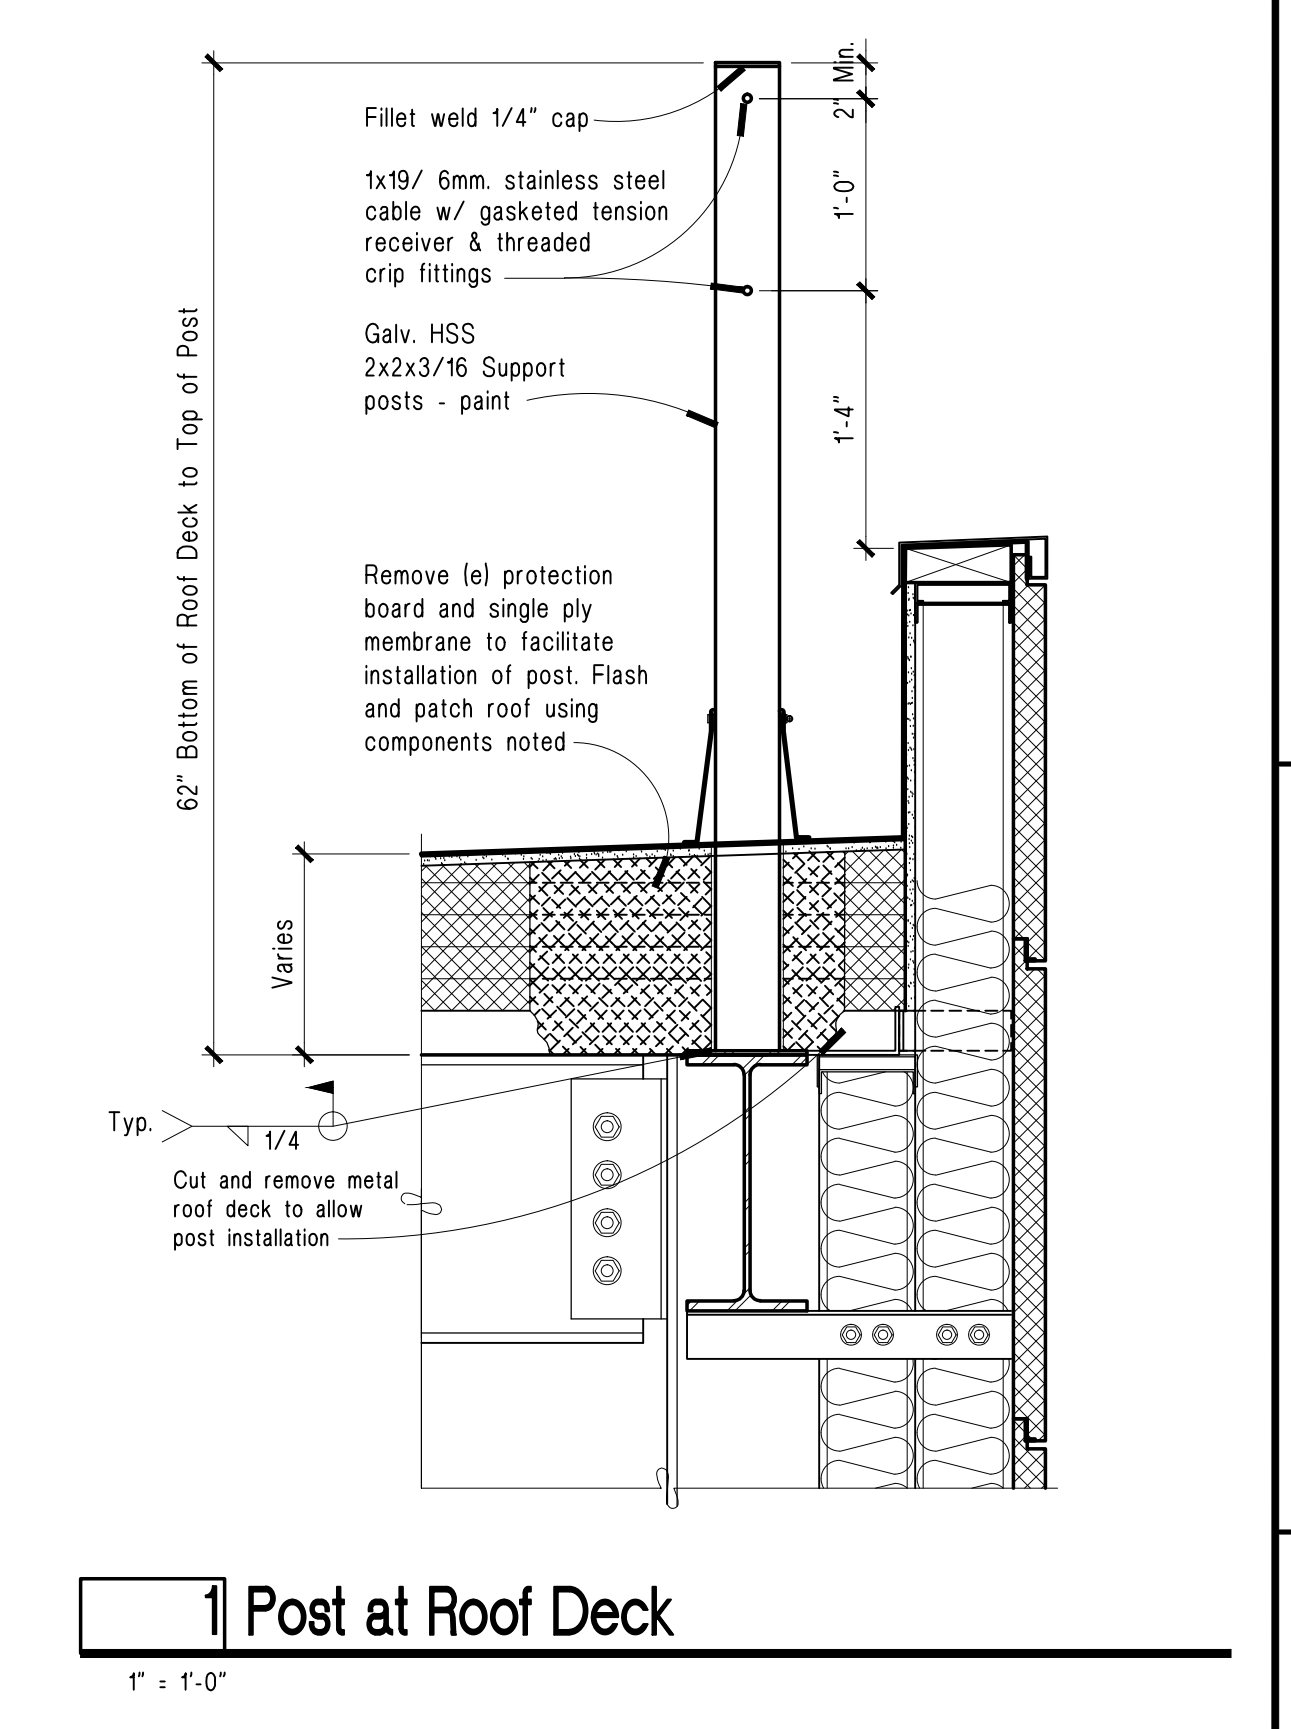 2" Min.
Fillet weld 1/4" cap
1x19/ 6mm. stainless steel
cable w/ gasketed tension
receiver & threaded
crip fittings
1'-0"
Galv. HSS
2x2x3/16 Support
posts - paint
1'-4"
62" Bottom of Roof Deck to Top of Post
Remove (e) protection
board and single ply
membrane to facilitate
installation of post. Flash
and patch roof using
components noted
Varies
Typ.
1/4
Cut and remove metal
roof deck to allow
post installation
1 Post at Roof Deck
1" = 1'-0"